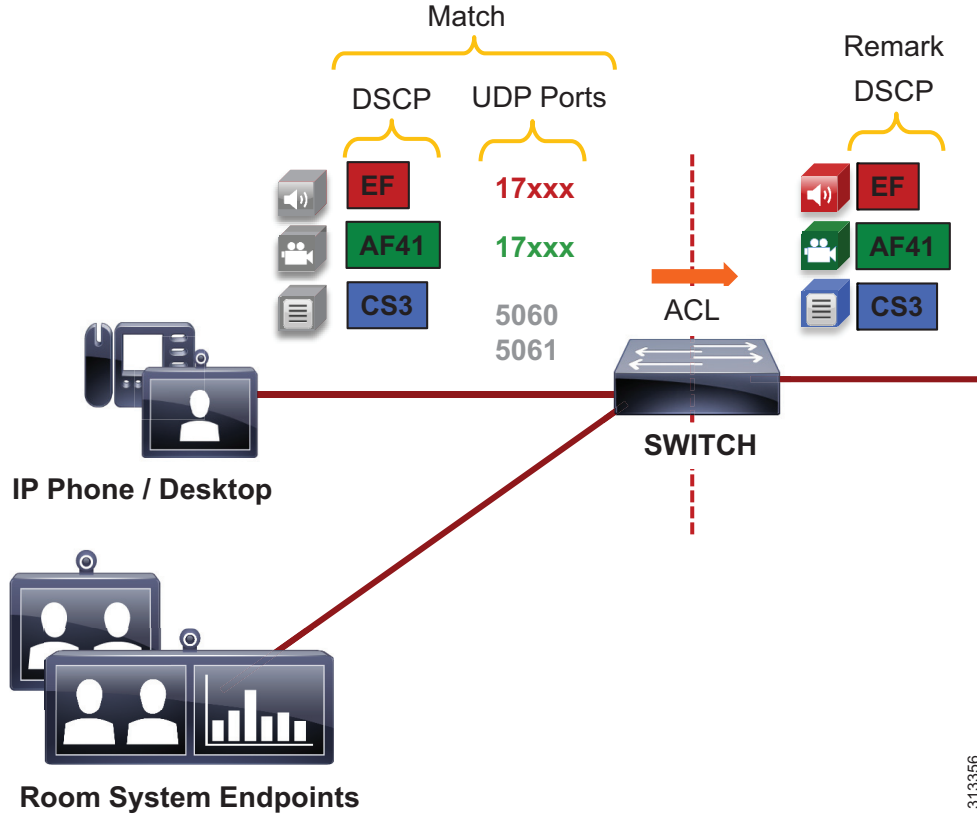 Match
Remark
DSCP
UDP Ports
DSCP
EF
17xxx
EF
AF41
17xxx
AF41
CS3
5060
5061
ACL
CS3
SWITCH
IP Phone / Desktop
Room System Endpoints
313356